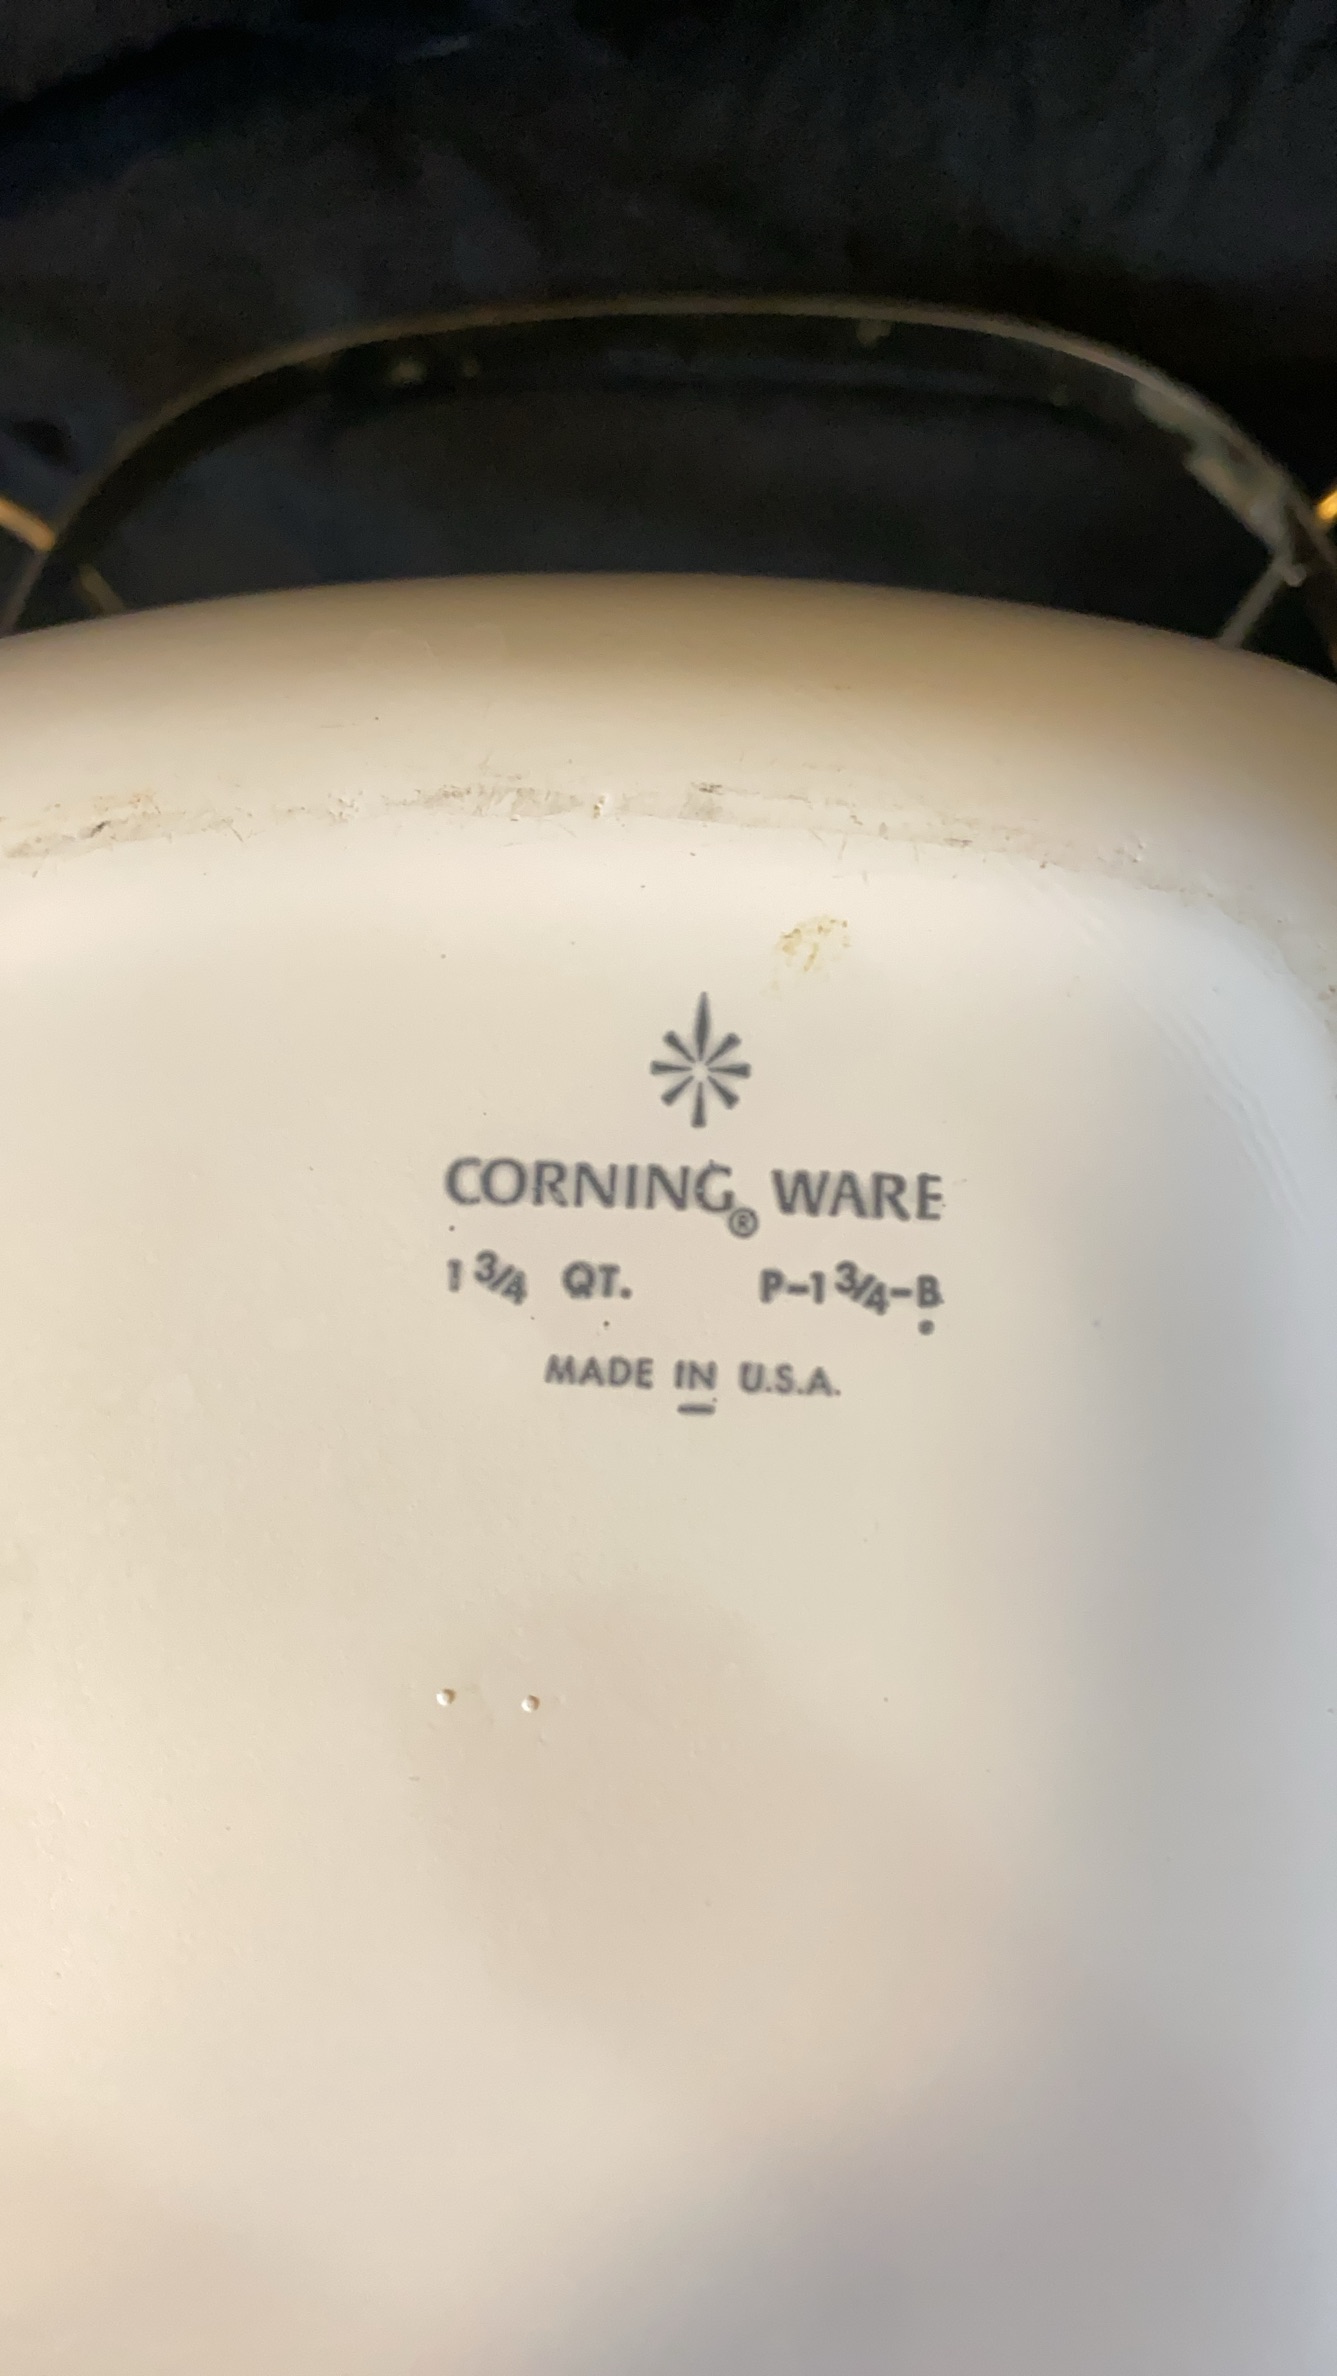 CORNING® WARE
1 3/4 QT. P-1 3/4-B
MADE IN U.S.A.